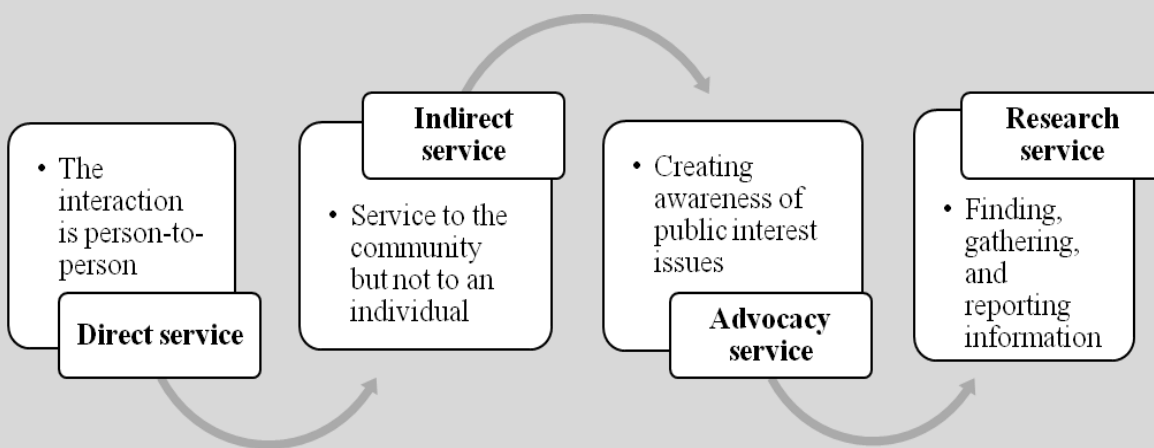 • The
interaction
is person-to-
person
Direct service
Indirect
service
• Service to the
community
but not to an
individual
• Creating
awareness of
public interest
issues
Advocacy
service
Research
service
• Finding,
gathering,
and
reporting
information